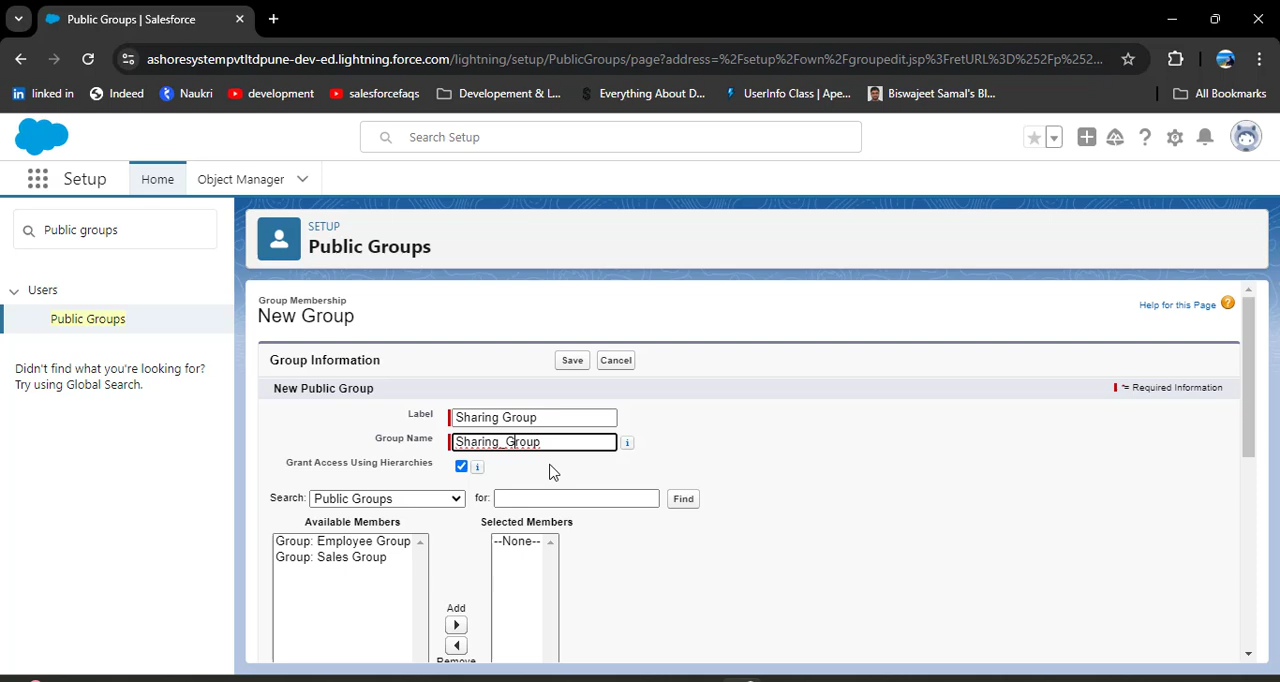 Public Groups | Salesforce
ashoresystempvtltdpune-dev-ed.lightning.force.com/lightning/setup/PublicGroups/page?address=%2Fsetup%2Fown%2Fgroupedit.jsp%3FretURL%3D%252Fp%252...
linked in
Indeed
Naukri
development
salesforcefaqs
Developement & L...
Everything About D...
UserInfo Class | Ape...
Biswajeet Samal's Bl...
All Bookmarks
Search Setup
Setup
Home
Object Manager
Public groups
Users
Public Groups
Didn't find what you're looking for?
Try using Global Search.
SETUP
Public Groups
Group Membership
New Group
Help for this Page
Group Information
Save
Cancel
New Public Group
= Required Information
Label
Sharing Group
Group Name
Sharing_Group
i
Grant Access Using Hierarchies
i
Search:
Public Groups
for:
Find
Available Members
Selected Members
Group: Employee Group
Group: Sales Group
--None--
Add
Remove